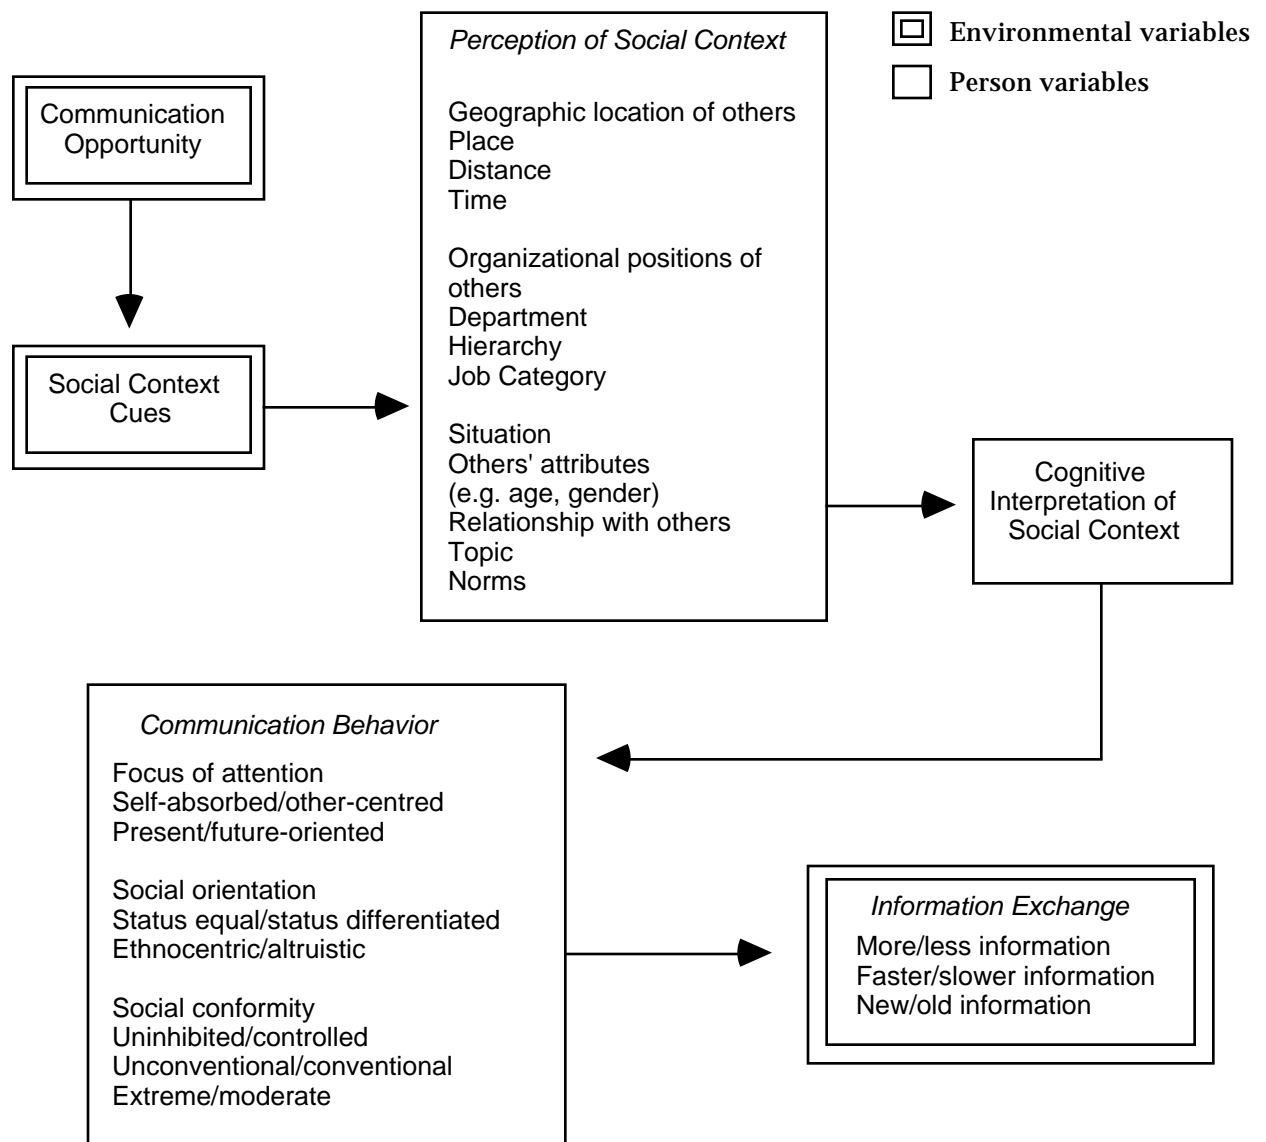 Communication
Opportunity
Social Context
Cues
Perception of Social Context
Geographic location of others
Place
Distance
Time
Organizational positions of
others
Department
Hierarchy
Job Category
Situation
Others' attributes
(e.g. age, gender)
Relationship with others
Topic
Norms
Environmental variables
Person variables
Cognitive
Interpretation of
Social Context
Communication Behavior
Focus of attention
Self-absorbed/other-centred
Present/future-oriented
Social orientation
Status equal/status differentiated
Ethnocentric/altruistic
Social conformity
Uninhibited/controlled
Unconventional/conventional
Extreme/moderate
Information Exchange
More/less information
Faster/slower information
New/old information